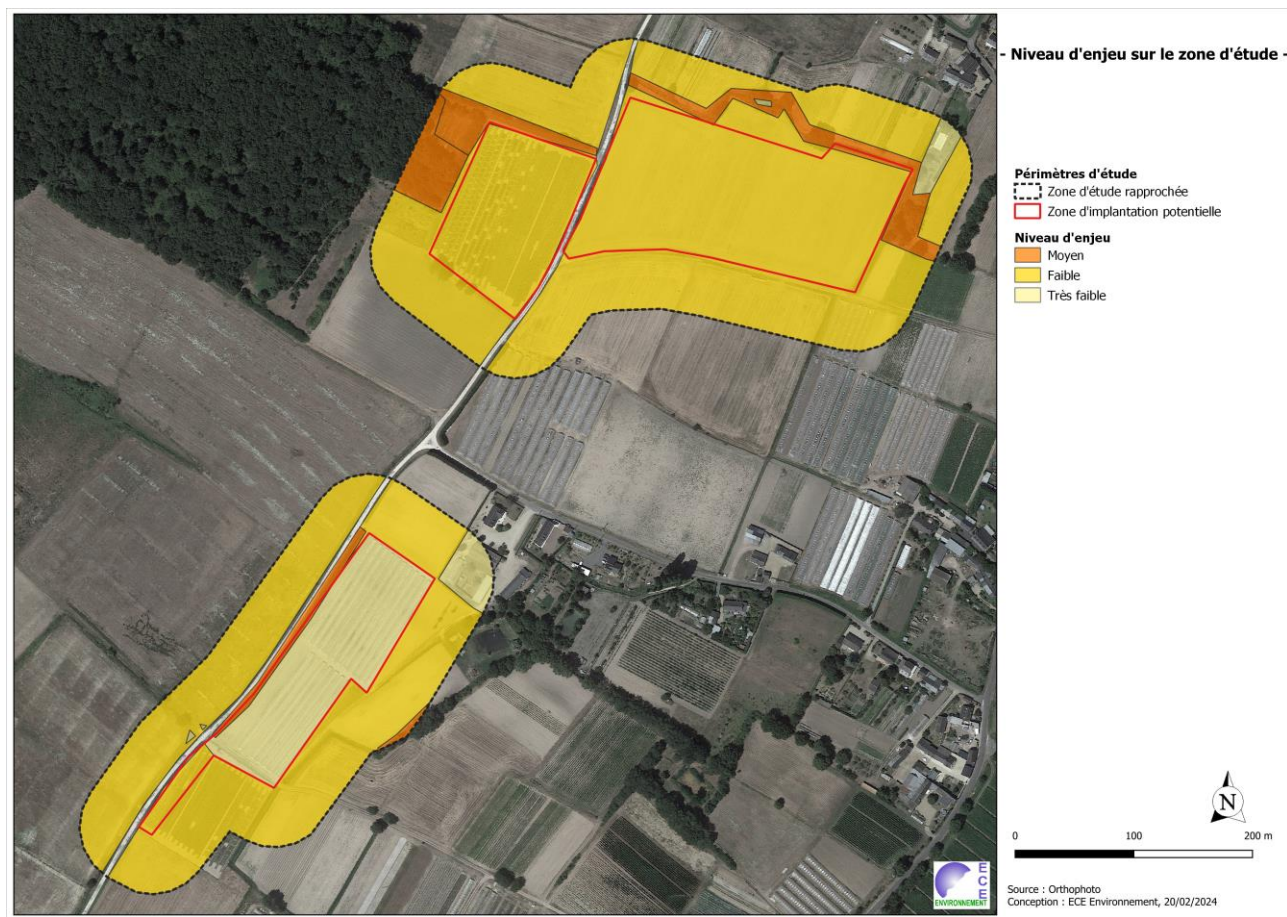 - Niveau d'enjeu sur le zone d'étude -
Périmètres d'étude
Zone d'étude rapprochée
Zone d'implantation potentielle
Niveau d'enjeu
Moyen
Faible
Très faible
N
0 100 200 m
ECE
ENVIRONNEMENT
Source : Orthophoto
Conception : ECE Environnement, 20/02/2024